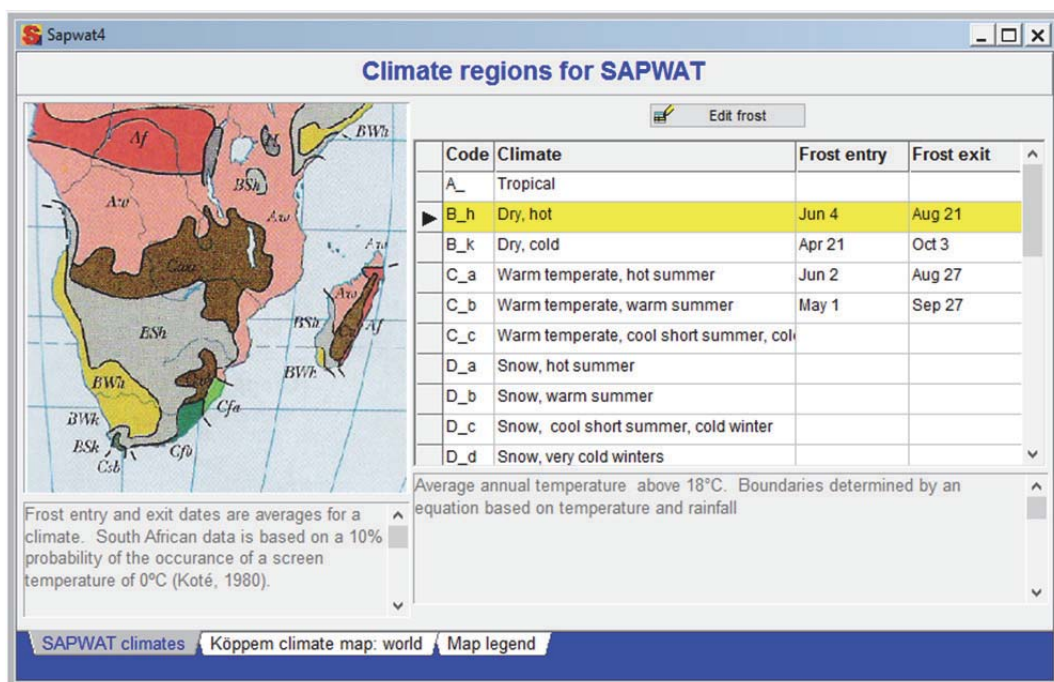 Sapwat4
Climate regions for SAPWAT
Edit frost
Code Climate Frost entry Frost exit
A_ Tropical
B_h Dry, hot Jun 4 Aug 21
B_k Dry, cold Apr 21 Oct 3
C_a Warm temperate, hot summer Jun 2 Aug 27
C_b Warm temperate, warm summer May 1 Sep 27
C_c Warm temperate, cool short summer, col
D_a Snow, hot summer
D_b Snow, warm summer
D_c Snow, cool short summer, cold winter
D_d Snow, very cold winters
Af
BWh
BSh
Aw
Aw
Aw
Aw
BSh
BSh
Af
BWh
BWh
BWk
BSk
Csb
Cfb
Cfa
Average annual temperature above 18°C. Boundaries determined by an
equation based on temperature and rainfall
Frost entry and exit dates are averages for a
climate. South African data is based on a 10%
probability of the occurance of a screen
temperature of 0ºC (Koté, 1980).
SAPWAT climates
Köppem climate map: world
Map legend